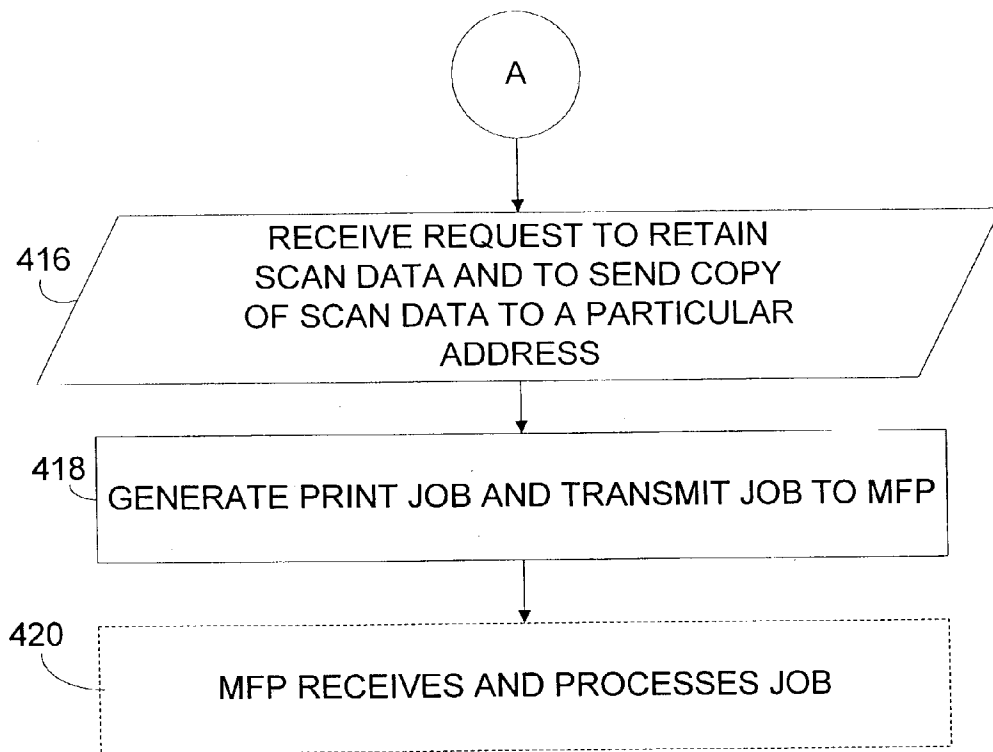 A
416
RECEIVE REQUEST TO RETAIN
SCAN DATA AND TO SEND COPY
OF SCAN DATA TO A PARTICULAR
ADDRESS
418
GENERATE PRINT JOB AND TRANSMIT JOB TO MFP
420
MFP RECEIVES AND PROCESSES JOB